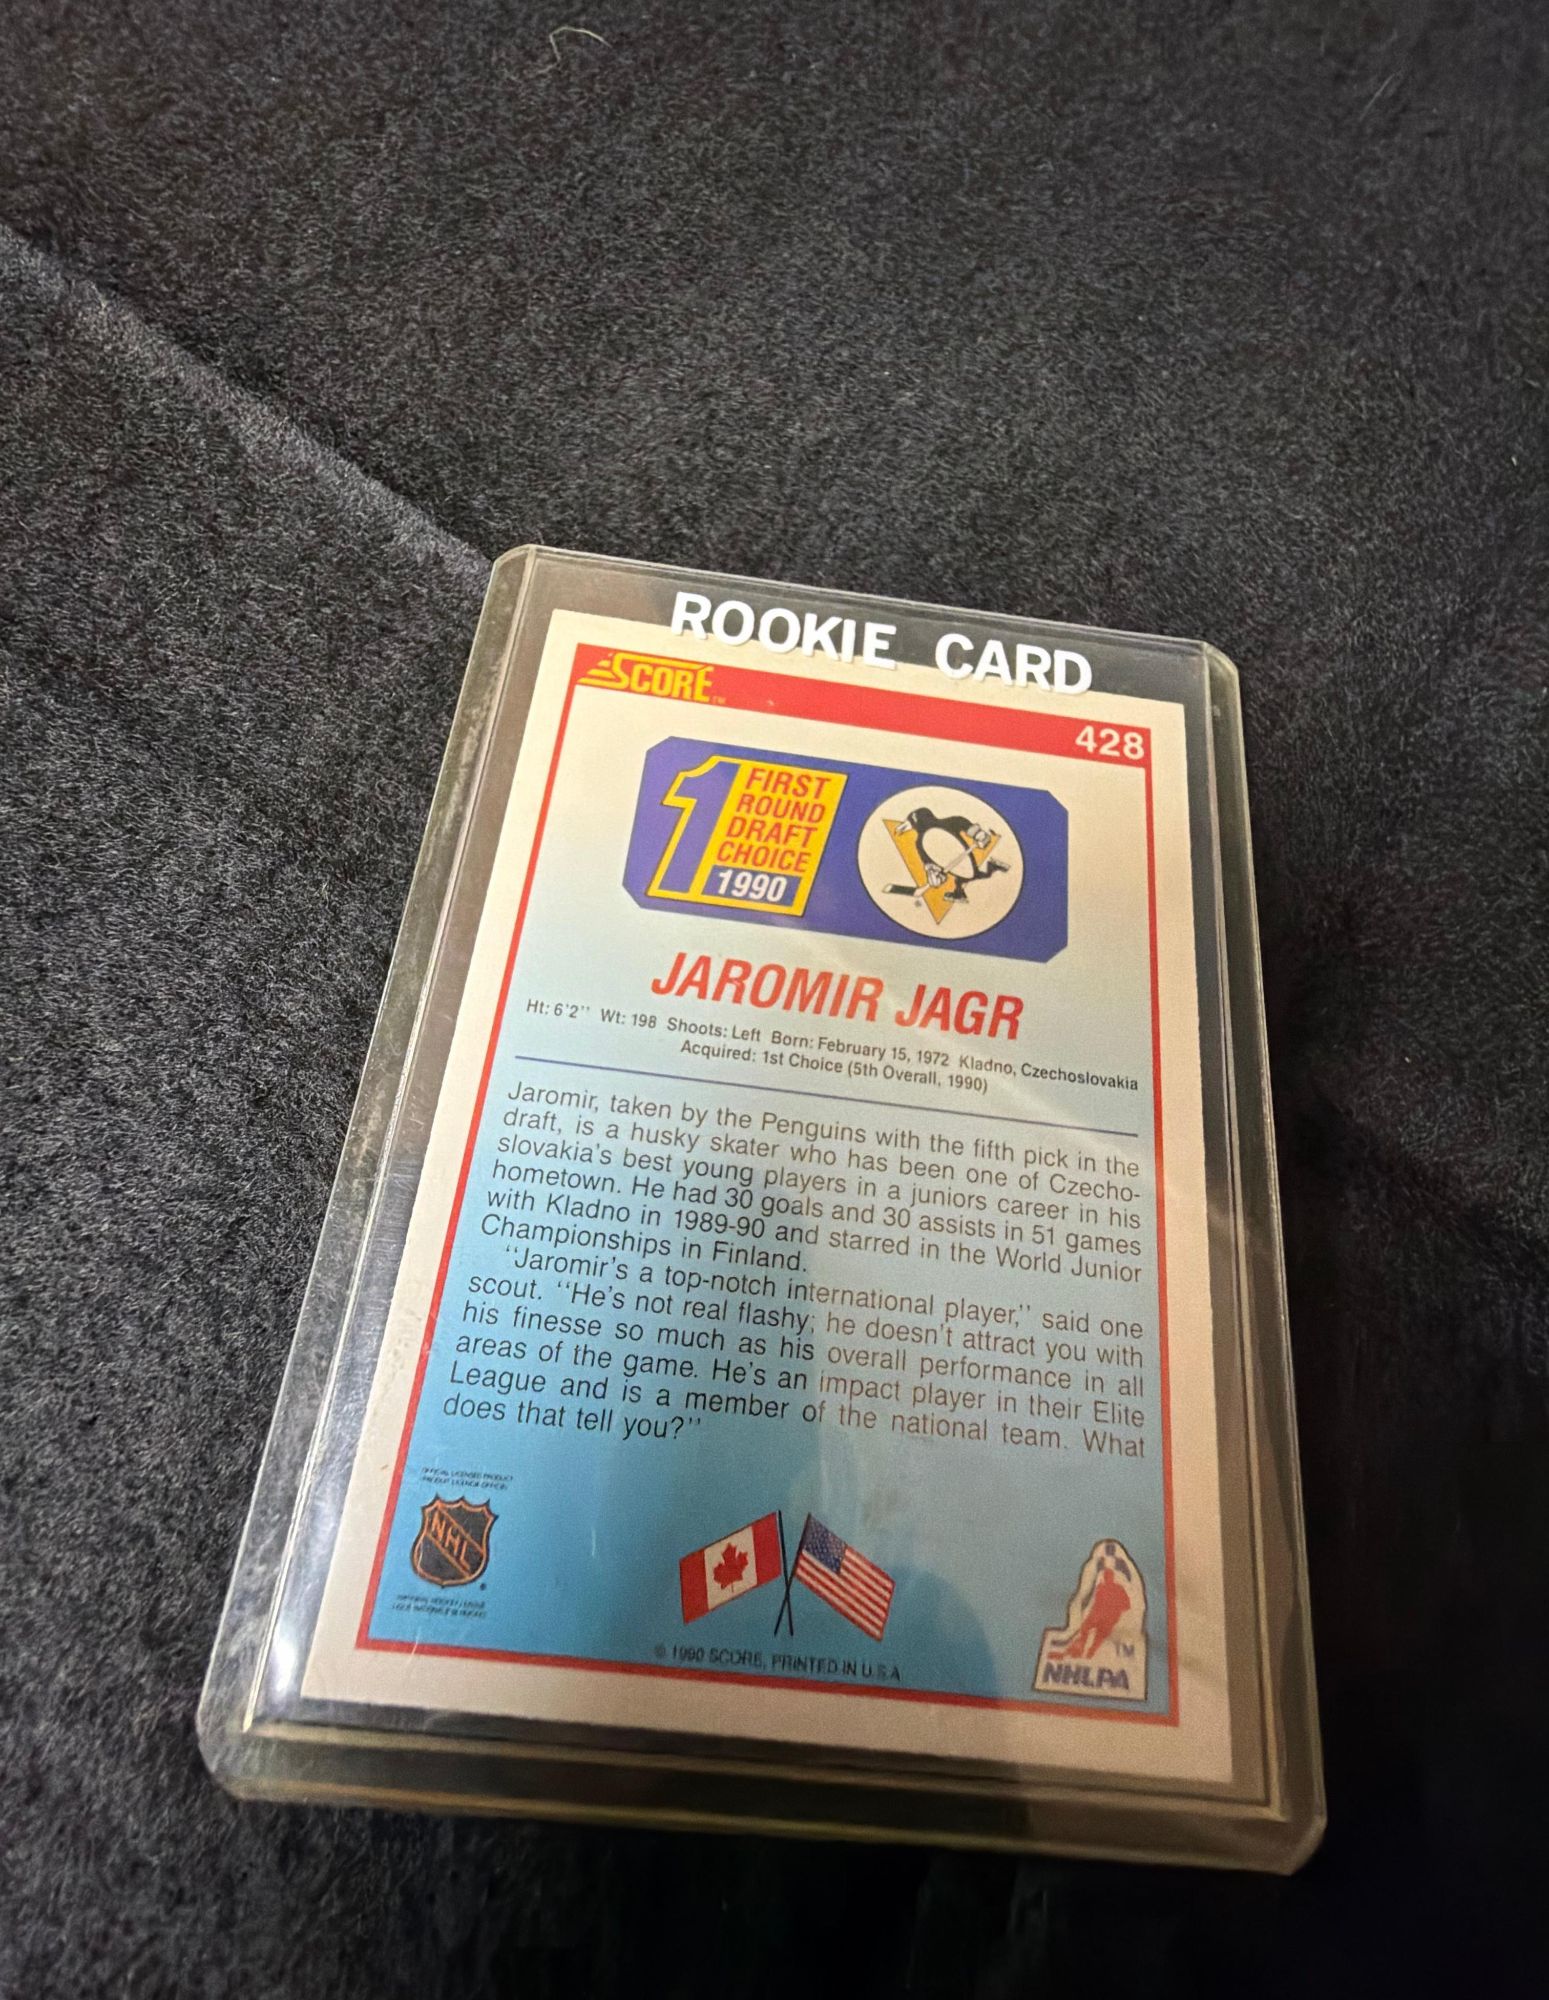 ROOKIE CARD
SCORE™
428
1
FIRST
ROUND
DRAFT
CHOICE
1990
JAROMIR JAGR
Ht: 6'2'' Wt: 198 Shoots: Left Born: February 15, 1972 Kladno, Czechoslovakia
Acquired: 1st Choice (5th Overall, 1990)
Jaromir, taken by the Penguins with the fifth pick in the
draft, is a husky skater who has been one of Czecho-
slovakia's best young players in a juniors career in his
hometown. He had 30 goals and 30 assists in 51 games
with Kladno in 1989-90 and starred in the World Junior
Championships in Finland.
''Jaromir's a top-notch international player,'' said one
scout. ''He's not real flashy; he doesn't attract you with
his finesse so much as his overall performance in all
areas of the game. He's an impact player in their Elite
League and is a member of the national team. What
does that tell you?''
OFFICIAL LICENSED PRODUCT
NHL
© 1990 SCORE, PRINTED IN U.S.A.
TM
NHLPA